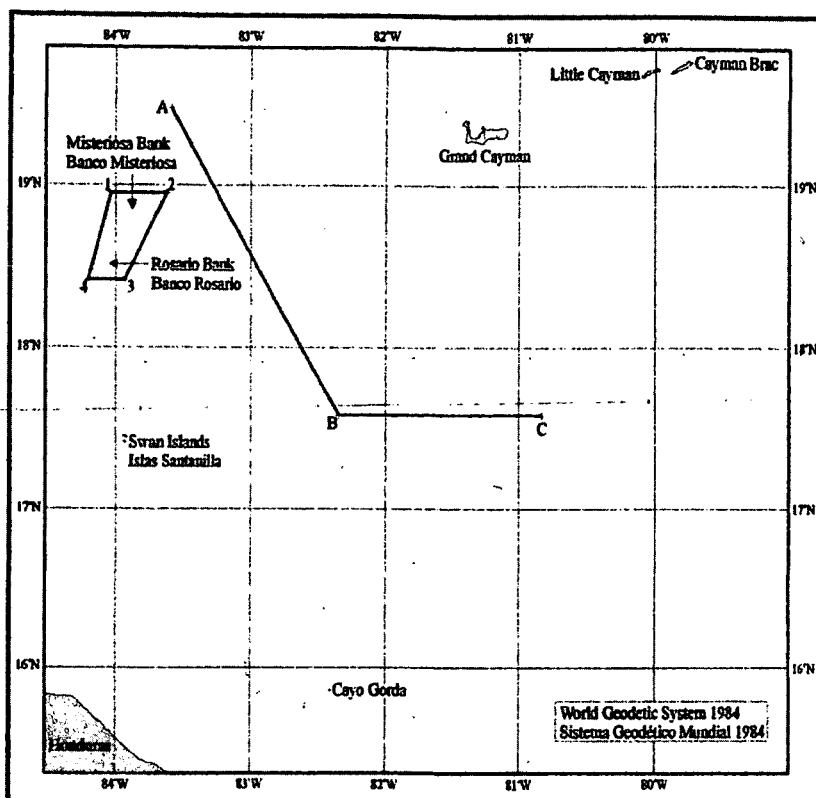 84°W 83°W 82°W 81°W 80°W
Little Cayman Cayman Brac
A
Grand Cayman
Misteriosa Bank
Banco Misteriosa
19°N 19°N
1 2
Rosario Bank
Banco Rosario
4 3
18°N 18°N
B C
Swan Islands
Islas Santanilla
17°N 17°N
16°N 16°N
Cayo Gorda
World Geodetic System 1984
Sistema Geodético Mundial 1984
Honduras
84°W 83°W 82°W 81°W 80°W